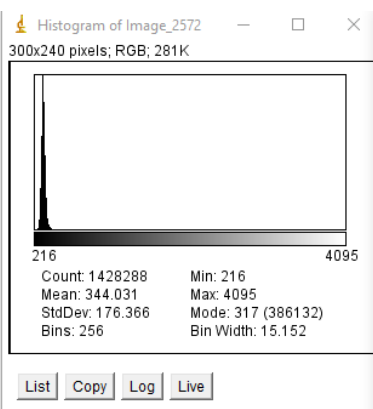 Histogram of Image_2572
300x240 pixels; RGB; 281K
216 4095
Count: 1428288 Min: 216
Mean: 344.031 Max: 4095
StdDev: 176.366 Mode: 317 (386132)
Bins: 256 Bin Width: 15.152
List Copy Log Live